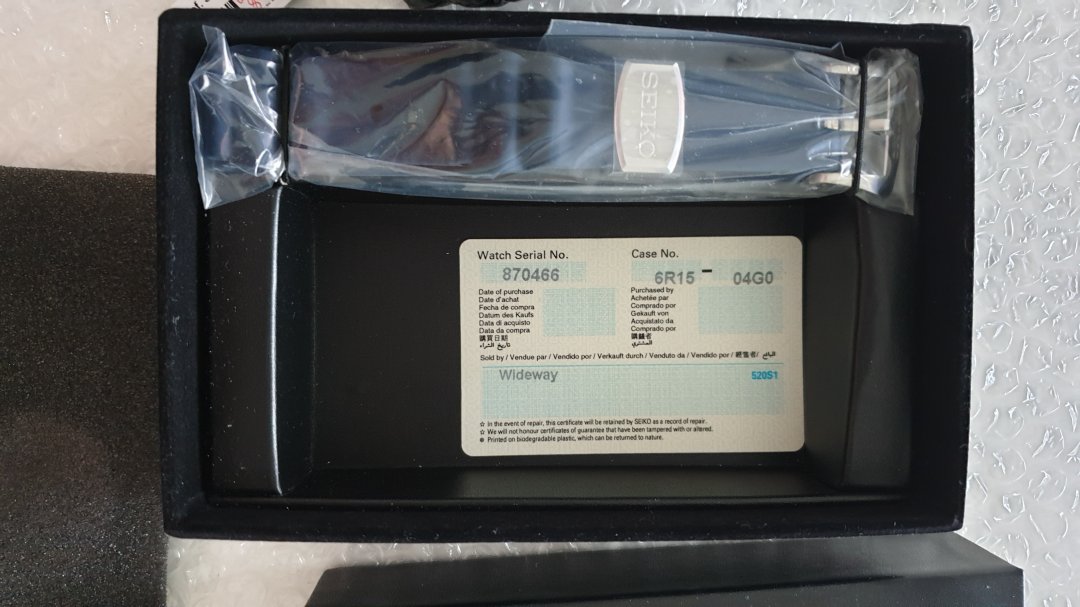 SEIKO
Watch Serial No.
870466
Case No.
6R15 - 04G0
Date of purchase
Date d'achat
Fecha de compra
Datum des Kaufs
Data di acquisto
Data da compra
購買日期
تاريخ الشراء
Purchased by
Achetée par
Comprado por
Gekauft von
Acquistato da
Comprado por
購錶者
المشتري
Sold by / Vendue par / Vendido por / Verkauft durch / Venduto da / Vendido por / 經售者/ البائع
Wideway
520S1
☆ In the event of repair, this certificate will be retained by SEIKO as a record of repair.
☆ We will not honour certificates of guarantee that have been tampered with or altered.
⊕ Printed on biodegradable plastic, which can be returned to nature.